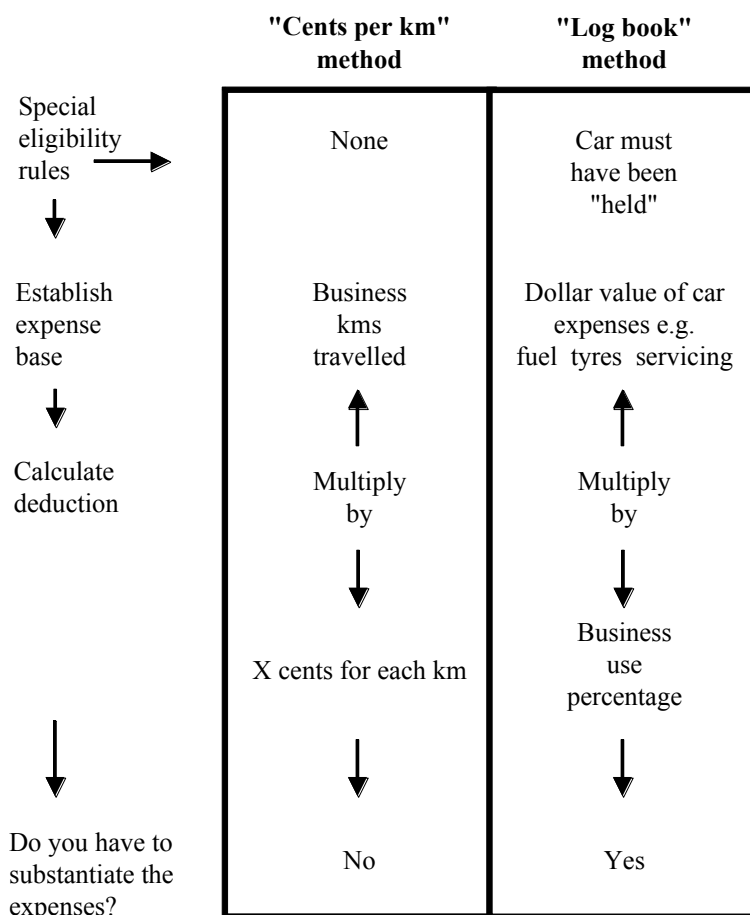 "Cents per km"
method
"Log book"
method
Special
eligibility
rules
None
Car must
have been
"held"
Establish
expense
base
Business
kms
travelled
Dollar value of car
expenses e.g.
fuel tyres servicing
Calculate
deduction
Multiply
by
Multiply
by
X cents for each km
Business
use
percentage
Do you have to
substantiate the
expenses?
No
Yes